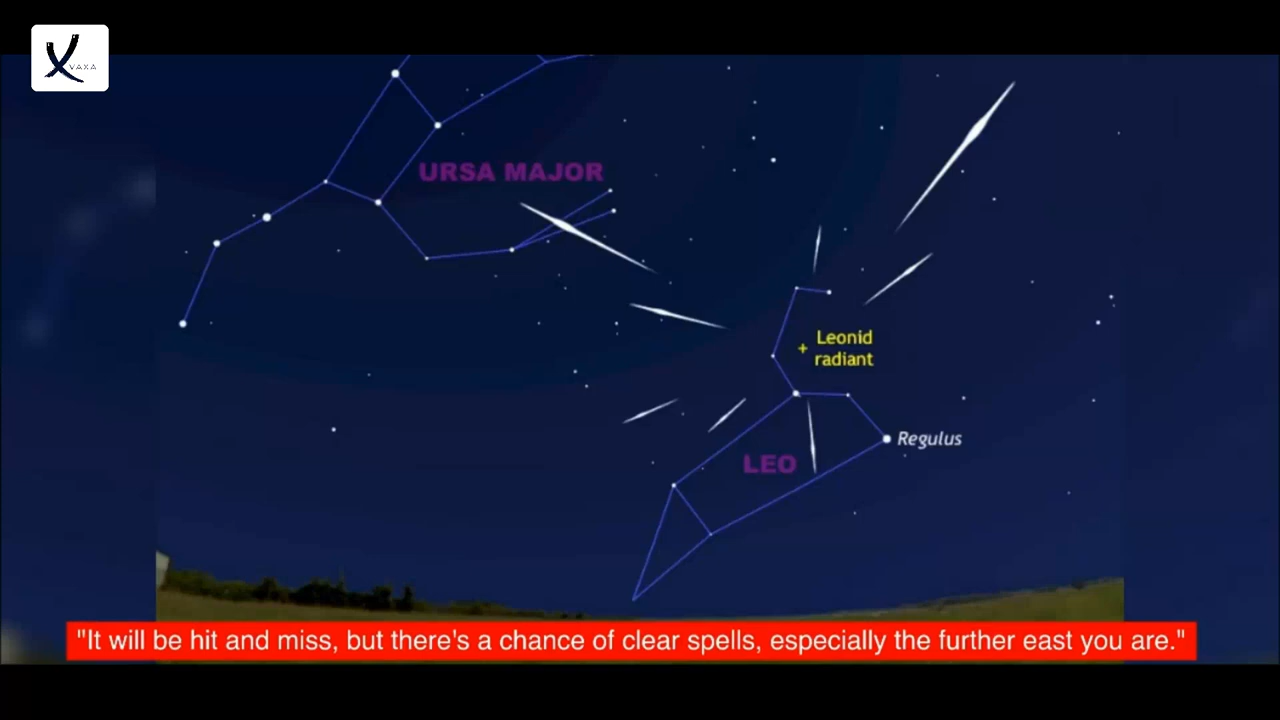 VAXA
URSA MAJOR
Leonid
radiant
Regulus
LEO
"It will be hit and miss, but there's a chance of clear spells, especially the further east you are."